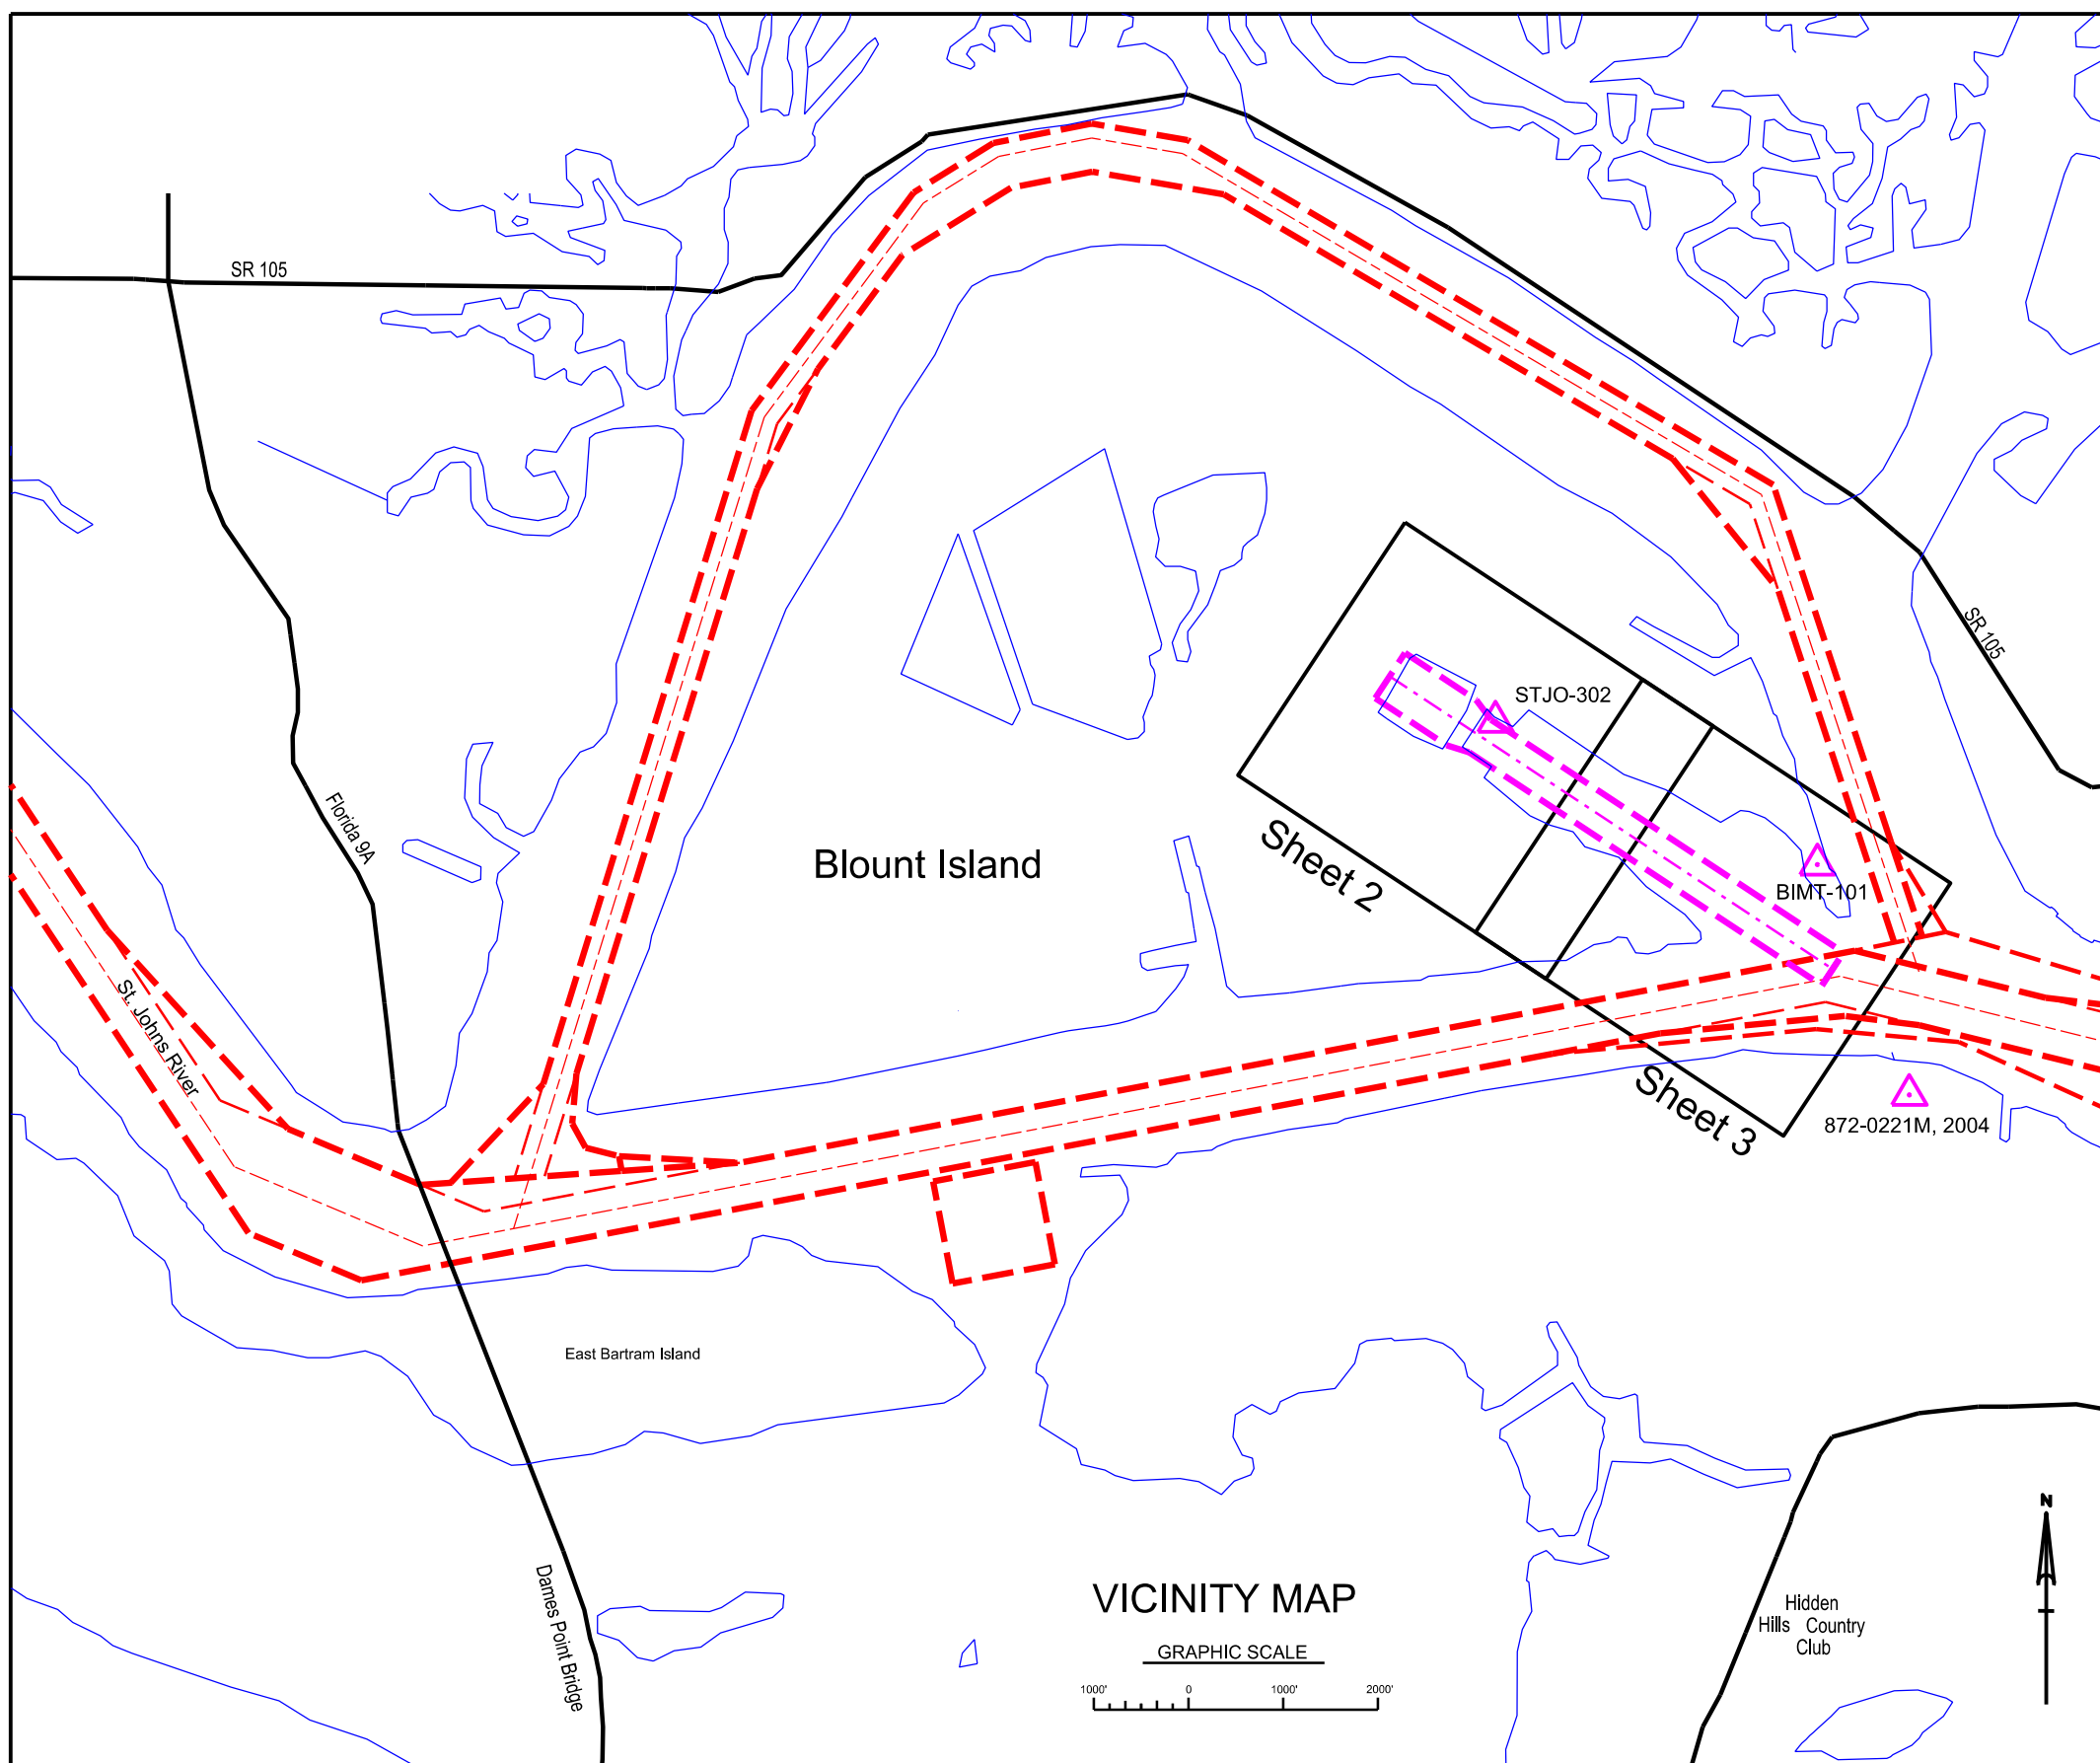 SR 105
SR 105
STJO-302
Florida 9A
Blount Island
Sheet 2
BIMT-101
St. Johns River
Sheet 3
872-0221M, 2004
East Bartram Island
Dames Point Bridge
N
VICINITY MAP
GRAPHIC SCALE
1000' 0 1000' 2000'
Hidden
Hills Country
Club